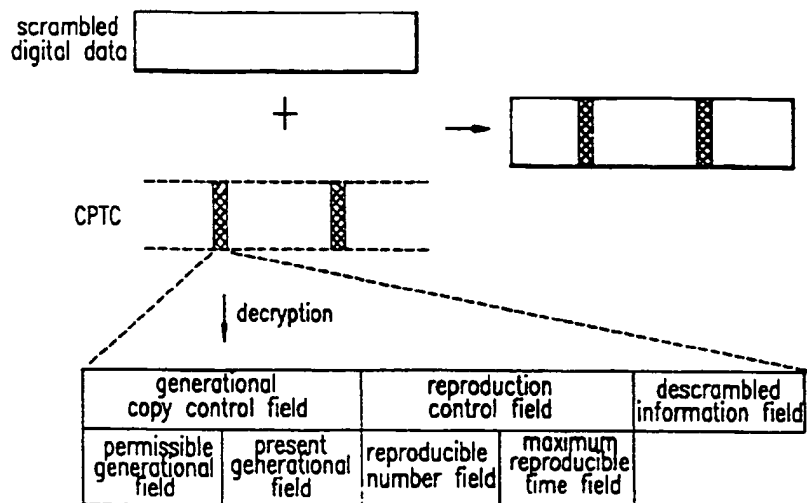 scrambled
digital data
CPTC
decryption
generational
copy control field
reproduction
control field
descrambled
information field
permissible
generational
field
present
generational
field
reproducible
number field
maximum
reproducible
time field